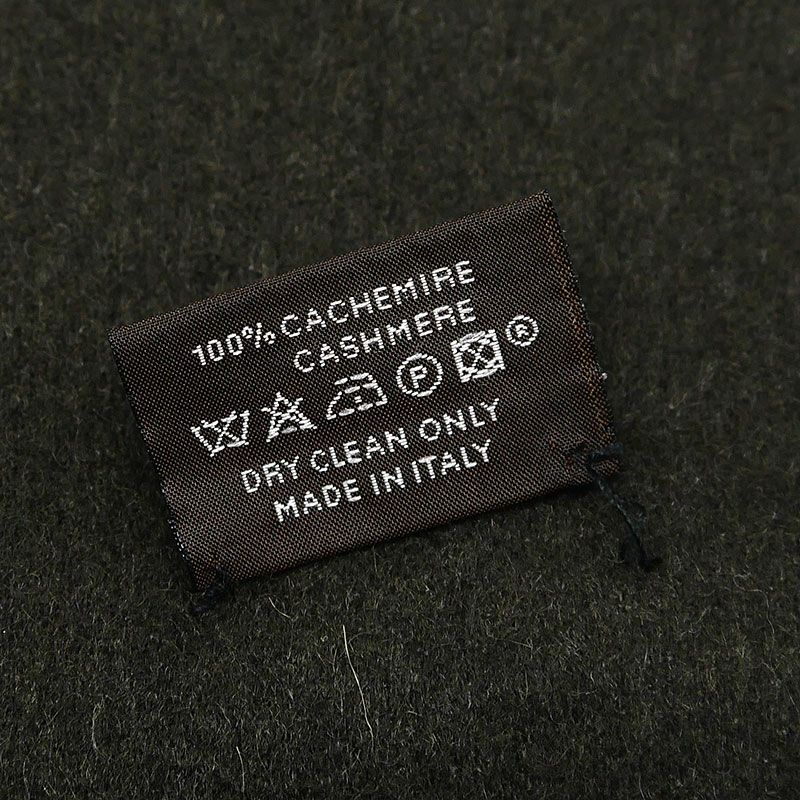 100% CACHEMIRE
CASHMERE
P ®
DRY CLEAN ONLY
MADE IN ITALY